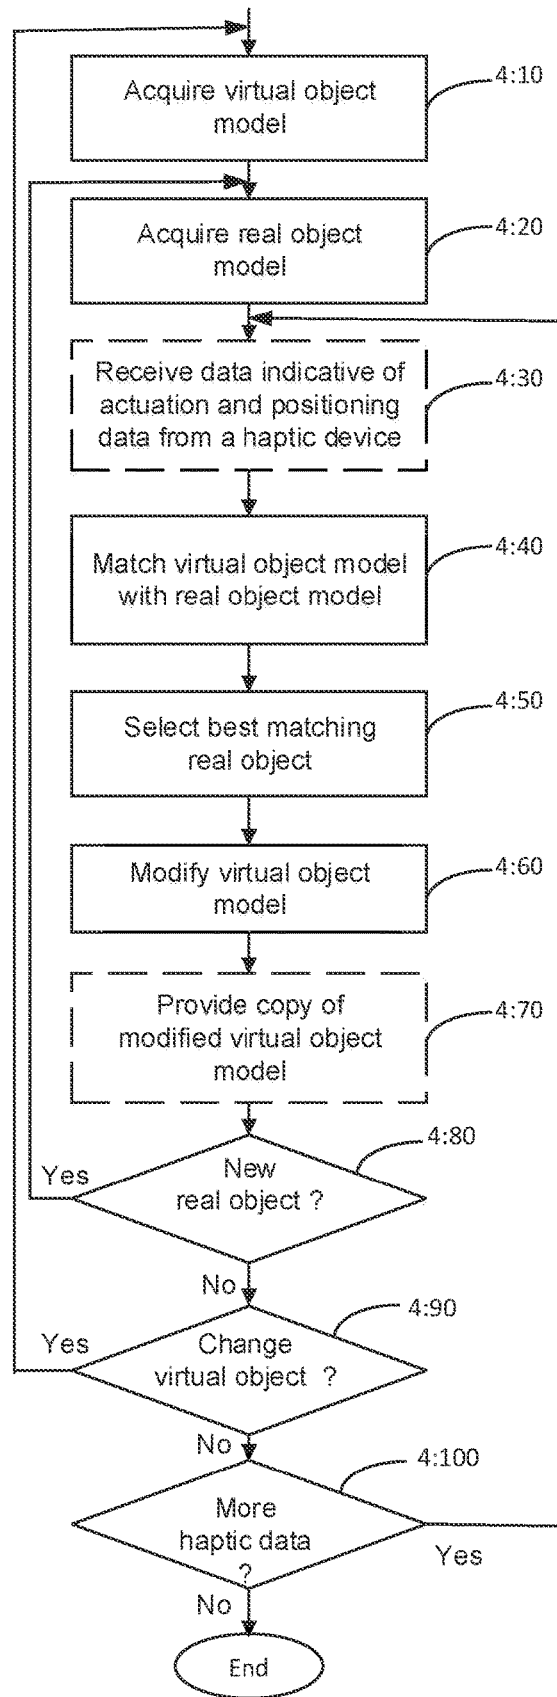 Acquire virtual object
model
4:10
Acquire real object
model
4:20
Receive data indicative of
actuation and positioning
data from a haptic device
4:30
Match virtual object model
with real object model
4:40
Select best matching
real object
4:50
Modify virtual object
model
4:60
Provide copy of
modified virtual object
model
4:70
4:80
Yes
New
real object ?
No
4:90
Yes
Change
virtual object ?
No
4:100
More
haptic data
?
Yes
No
End